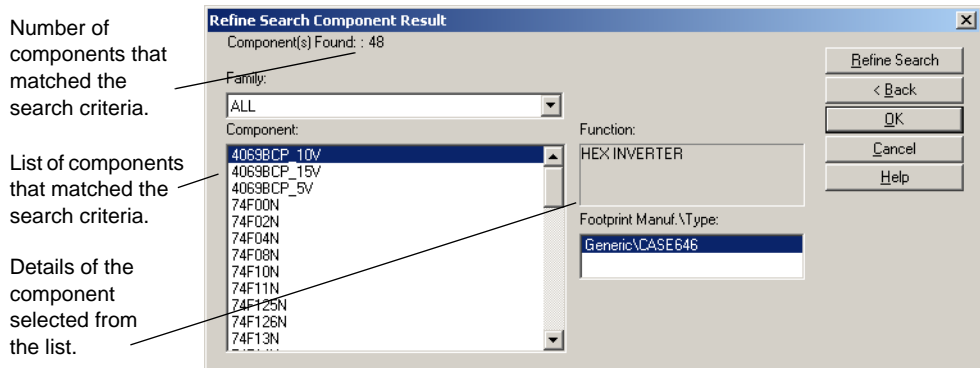 Number of
components that
matched the
search criteria.
List of components
that matched the
search criteria.
Details of the
component
selected from
the list.
Refine Search Component Result
Component(s) Found: : 48
Family:
ALL
Component:
4069BCP_10V
4069BCP_15V
4069BCP_5V
74F00N
74F02N
74F04N
74F08N
74F10N
74F11N
74F125N
74F126N
74F13N
Function:
HEX INVERTER
Footprint Manuf.\Type:
Generic\CASE646
Refine Search
< Back
OK
Cancel
Help